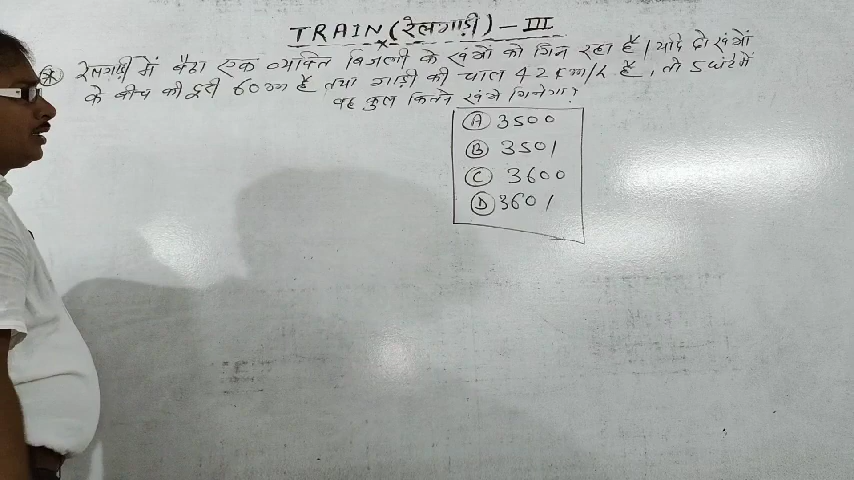 TRAIN (रेलगाड़ी) - III
* रेलगाड़ी में बैठा एक व्यक्ति बिजली के खंभों को गिन रहा है। यदि दो खंभों
के बीच की दूरी 60m है तथा गाड़ी की चाल 42 km/h है, तो 5 घंटे में
वह कुल कितने खंभे गिनेगा?
(A) 3500
(B) 3501
(C) 3600
(D) 3601